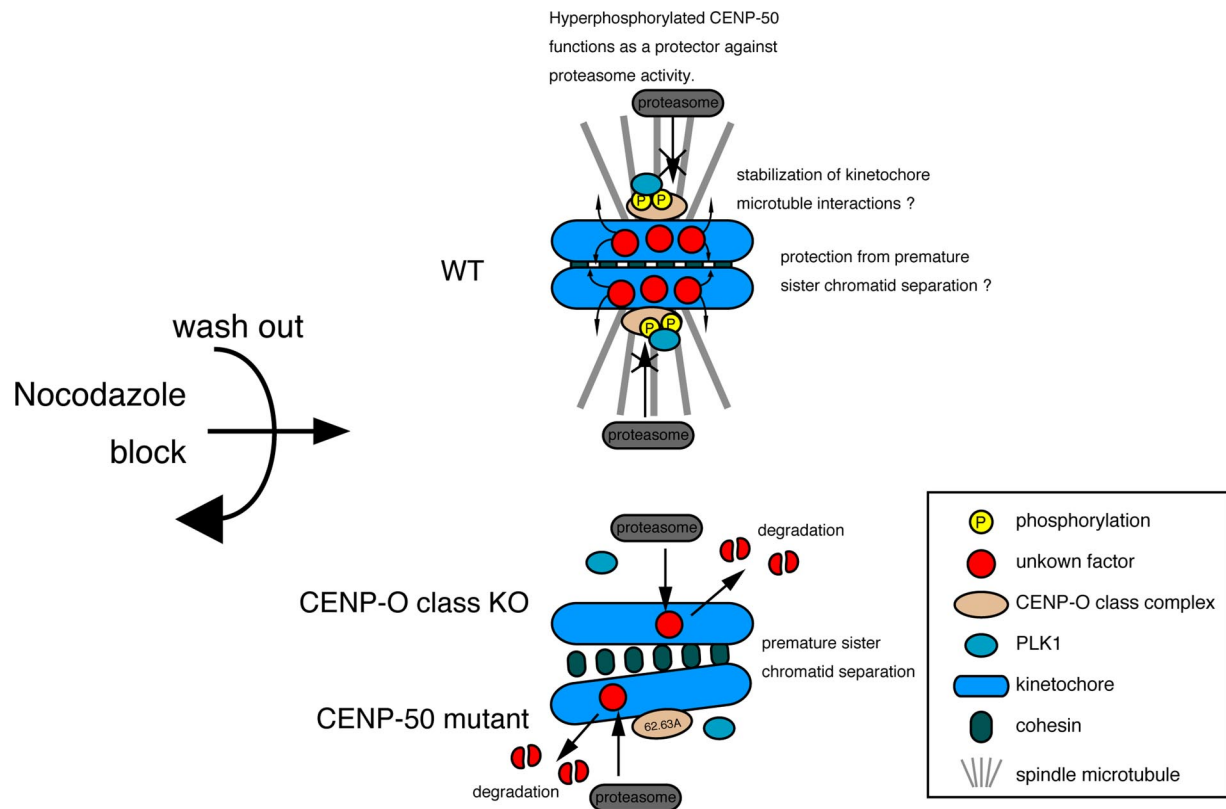 Hyperphosphorylated CENP-50
functions as a protector against
proteasome activity.
proteasome
stabilization of kinetochore
microtuble interactions ?
P P
WT
protection from premature
sister chromatid separation ?
P P
proteasome
wash out
Nocodazole
block
proteasome
degradation
CENP-O class KO
premature sister
chromatid separation
CENP-50 mutant
62.63A
degradation
proteasome
P phosphorylation
unkown factor
CENP-O class complex
PLK1
kinetochore
cohesin
spindle microtubule